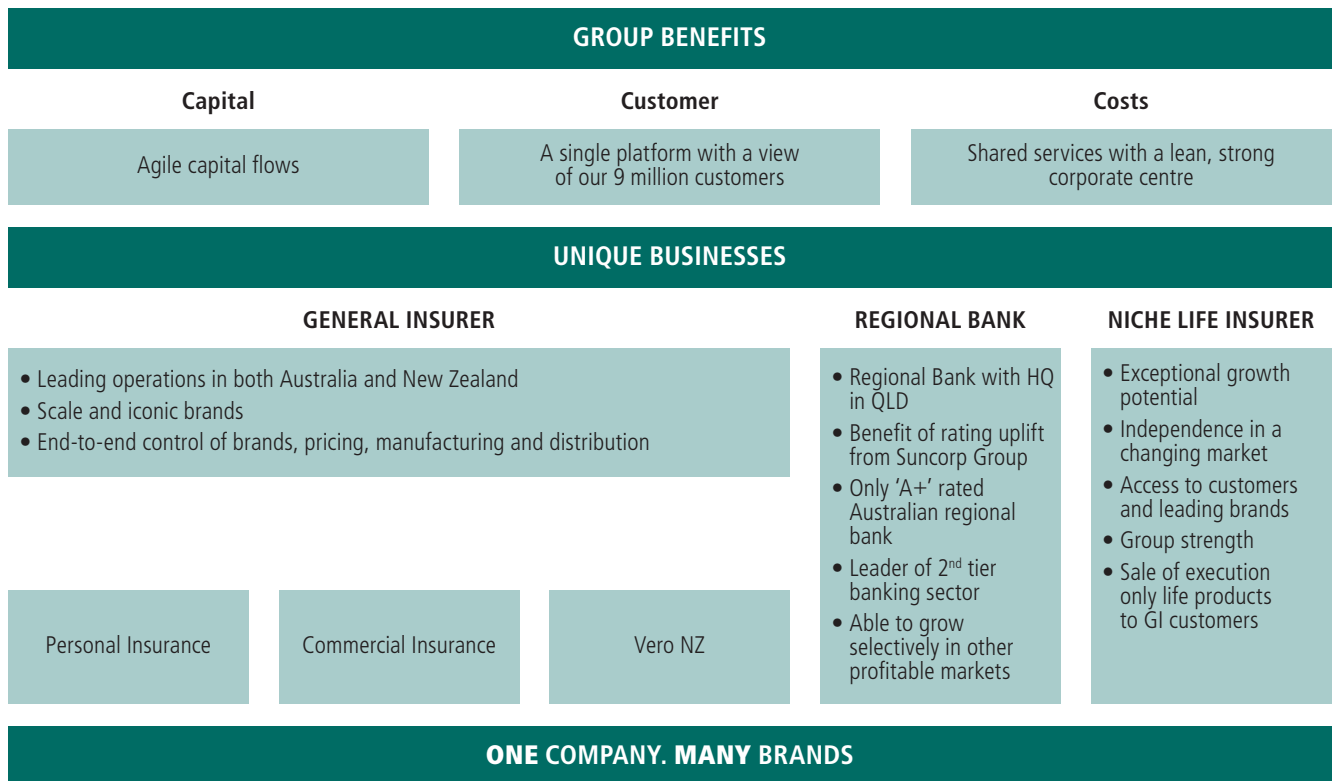 GROUP BENEFITS
Capital
Agile capital flows
Customer
A single platform with a view
of our 9 million customers
Costs
Shared services with a lean, strong
corporate centre
UNIQUE BUSINESSES
GENERAL INSURER
• Leading operations in both Australia and New Zealand
• Scale and iconic brands
• End-to-end control of brands, pricing, manufacturing and distribution
Personal Insurance
Commercial Insurance
Vero NZ
REGIONAL BANK
• Regional Bank with HQ
in QLD
• Benefit of rating uplift
from Suncorp Group
• Only ‘A+’ rated
Australian regional
bank
• Leader of 2nd tier
banking sector
• Able to grow
selectively in other
profitable markets
NICHE LIFE INSURER
• Exceptional growth
potential
• Independence in a
changing market
• Access to customers
and leading brands
• Group strength
• Sale of execution
only life products
to GI customers
ONE COMPANY. MANY BRANDS